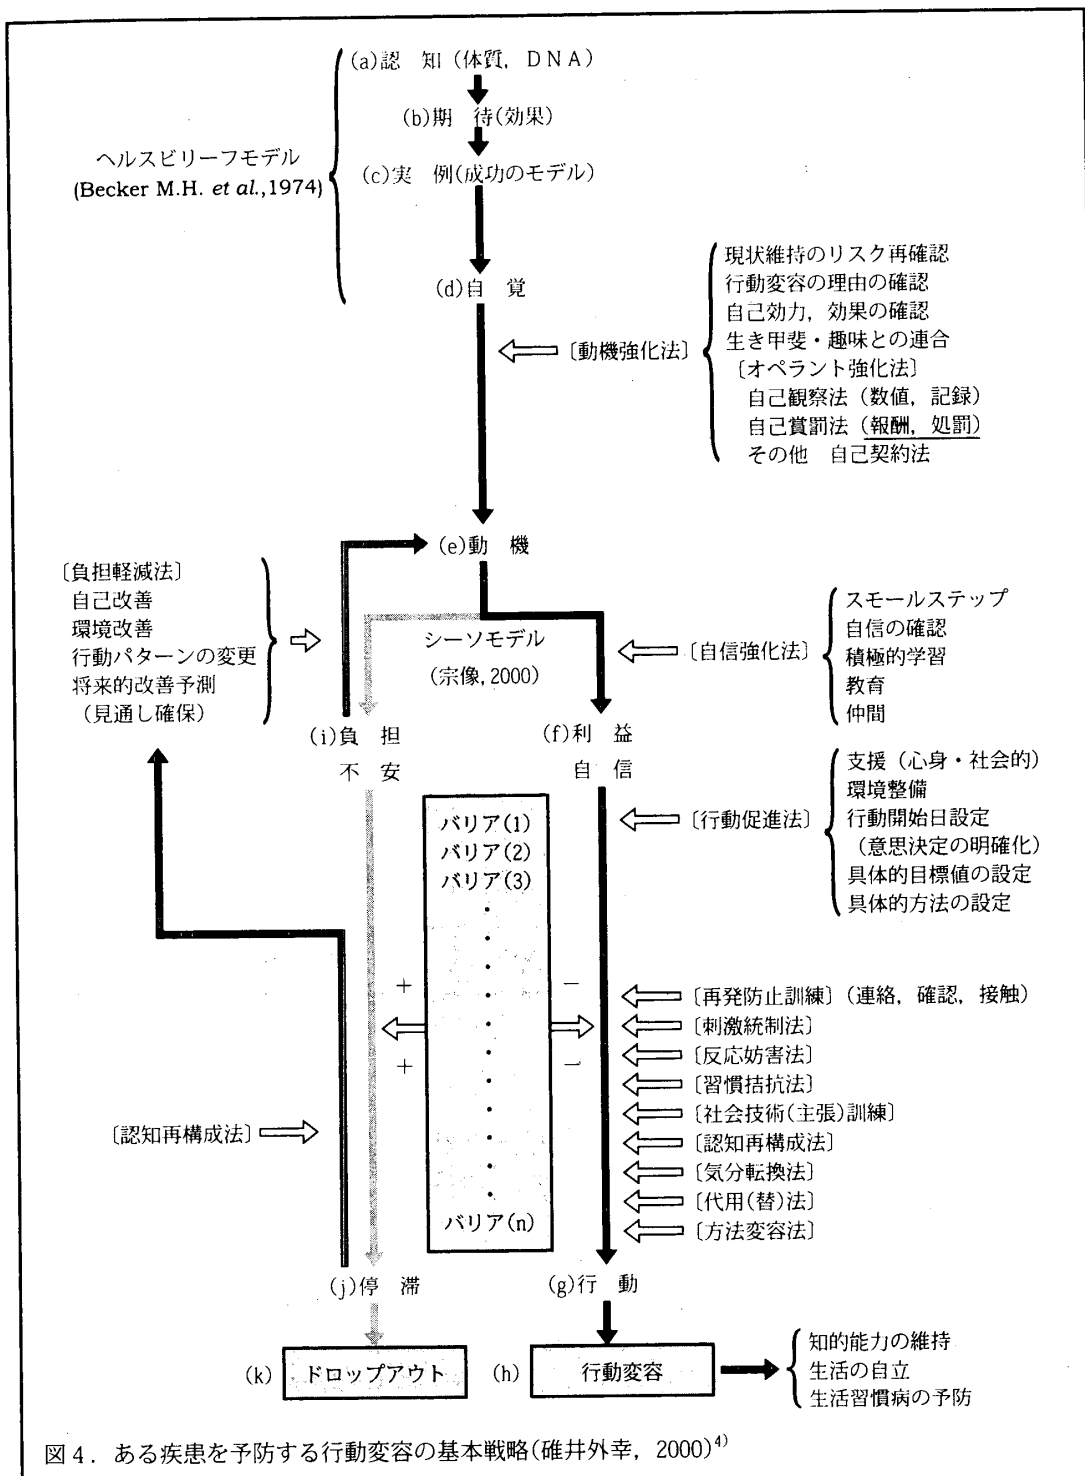 (a)認　知（体質，ＤＮＡ）
(b)期　待(効果)
ヘルスビリーフモデル
(Becker M.H. et al.,1974)
(c)実　例(成功のモデル)
(d)自　覚
〔動機強化法〕
現状維持のリスク再確認
行動変容の理由の確認
自己効力，効果の確認
生き甲斐・趣味との連合
〔オペラント強化法〕
自己観察法（数値，記録）
自己賞罰法（報酬，処罰）
その他　自己契約法
(e)動　機
〔負担軽減法〕
自己改善
環境改善
行動パターンの変更
将来的改善予測
（見通し確保）
シーソモデル
(宗像,2000)
〔自信強化法〕
スモールステップ
自信の確認
積極的学習
教育
仲間
(i)負　担
不　安
(f)利　益
自　信
〔行動促進法〕
支援（心身・社会的）
環境整備
行動開始日設定
（意思決定の明確化）
具体的目標値の設定
具体的方法の設定
バリア(1)
バリア(2)
バリア(3)
・
・
・
・
・
・
・
・
・
・
・
バリア(n)
＋
＋
−
−
〔再発防止訓練〕（連絡，確認，接触）
〔刺激統制法〕
〔反応妨害法〕
〔習慣拮抗法〕
〔社会技術(主張)訓練〕
〔認知再構成法〕
〔気分転換法〕
〔代用(替)法〕
〔方法変容法〕
〔認知再構成法〕
(j)停　滞
(g)行　動
(k)
ドロップアウト
(h)
行動変容
知的能力の維持
生活の自立
生活習慣病の予防
図４．ある疾患を予防する行動変容の基本戦略(碓井外幸，2000)4)